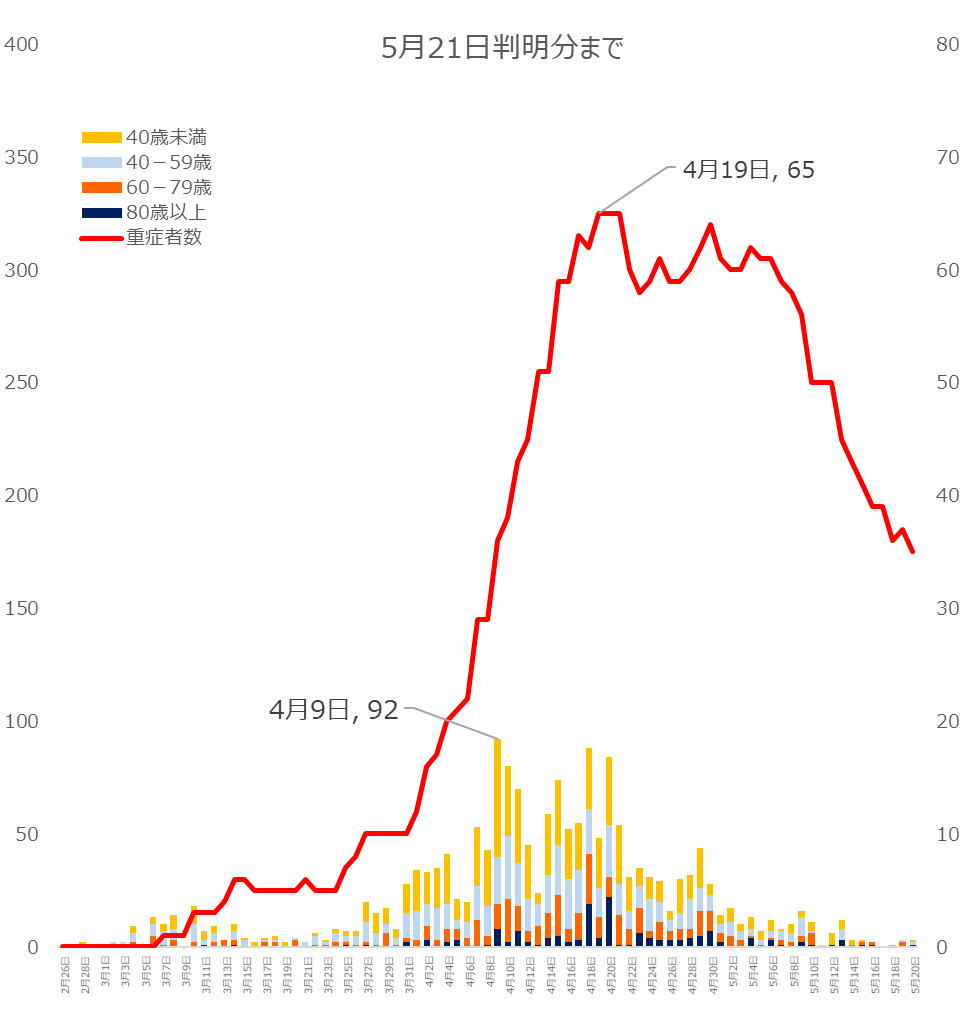 5月21日判明分まで
400
350
300
250
200
150
100
50
0
80
70
60
50
40
30
20
10
0
40歳未満
40－59歳
60－79歳
80歳以上
重症者数
4月19日, 65
4月9日, 92
2月26日
2月28日
3月1日
3月3日
3月5日
3月7日
3月9日
3月11日
3月13日
3月15日
3月17日
3月19日
3月21日
3月23日
3月25日
3月27日
3月29日
3月31日
4月2日
4月4日
4月6日
4月8日
4月10日
4月12日
4月14日
4月16日
4月18日
4月20日
4月22日
4月24日
4月26日
4月28日
4月30日
5月2日
5月4日
5月6日
5月8日
5月10日
5月12日
5月14日
5月16日
5月18日
5月20日